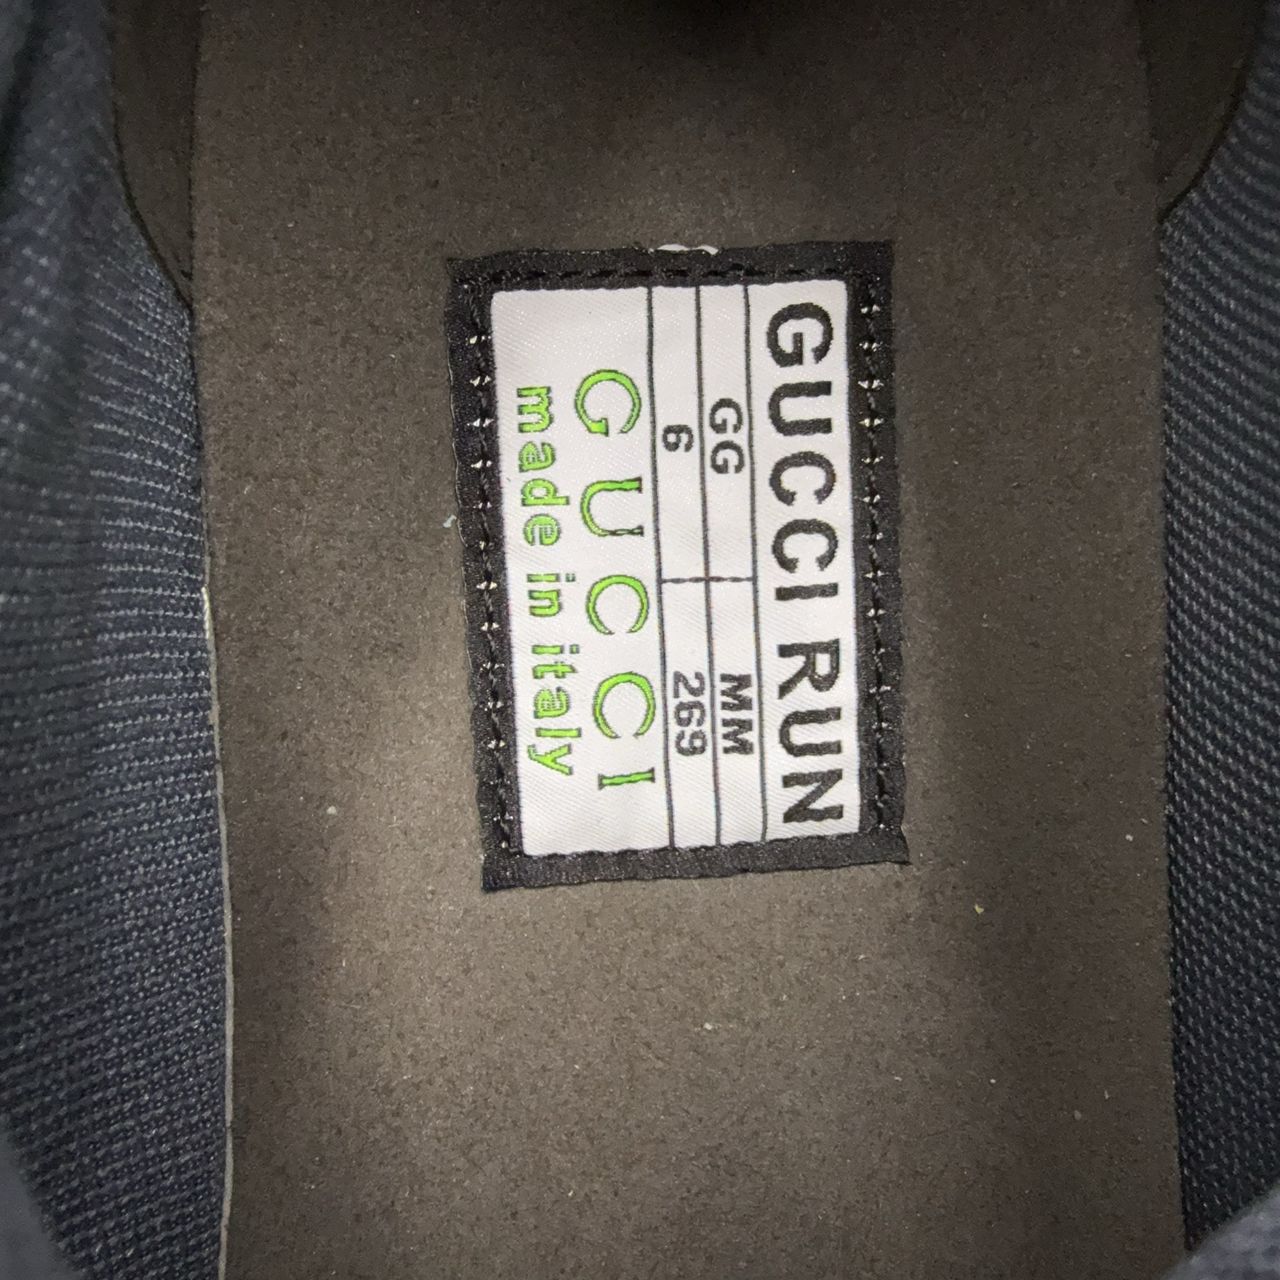 GUCCI RUN
GG MM
6 269
GUCCI
made in italy